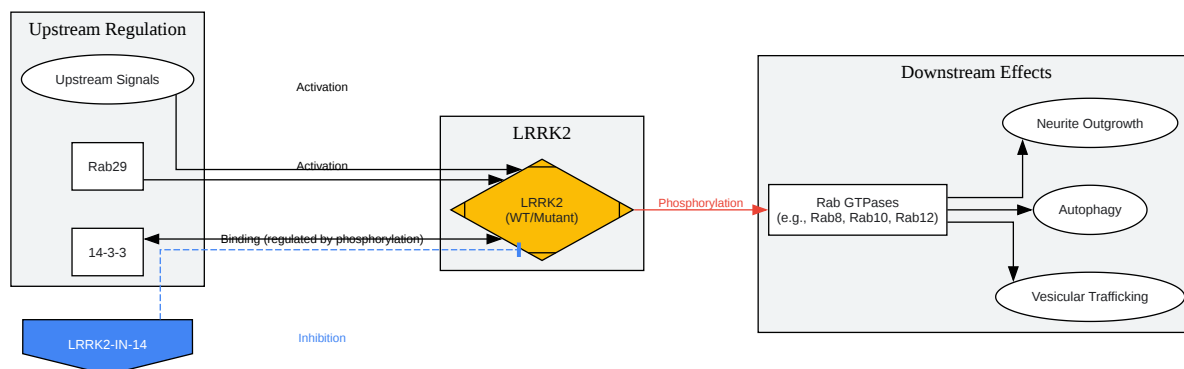 Upstream Regulation
Upstream Signals
Rab29
14-3-3
LRRK2-IN-14
Activation
Activation
Binding (regulated by phosphorylation)
Inhibition
LRRK2
LRRK2
(WT/Mutant)
Phosphorylation
Downstream Effects
Rab GTPases
(e.g., Rab8, Rab10, Rab12)
Neurite Outgrowth
Autophagy
Vesicular Trafficking